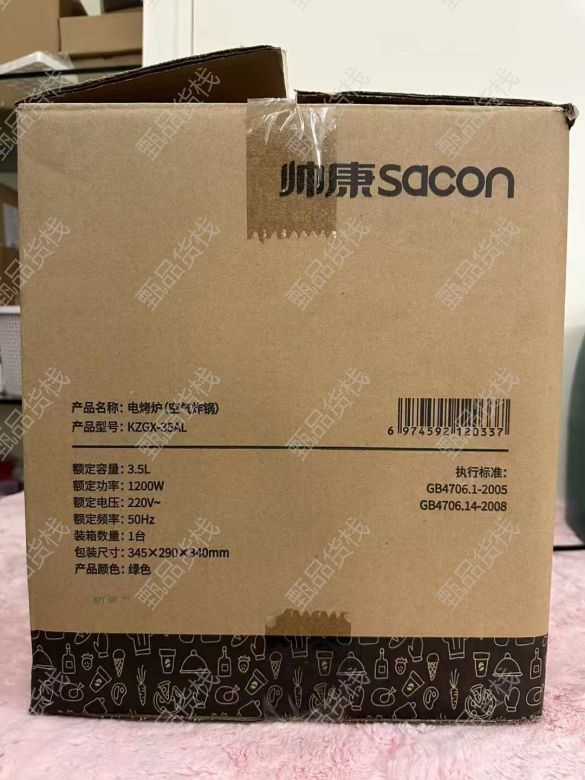 帅康sacon
产品名称：电烤炉（空气炸锅）
产品型号：KZGX-35AL
6 974592 120337
额定容量：3.5L
额定功率：1200W
额定电压：220V~
额定频率：50Hz
装箱数量：1台
包装尺寸：345×290×340mm
产品颜色：绿色
执行标准：
GB4706.1-2005
GB4706.14-2008
甄品货栈